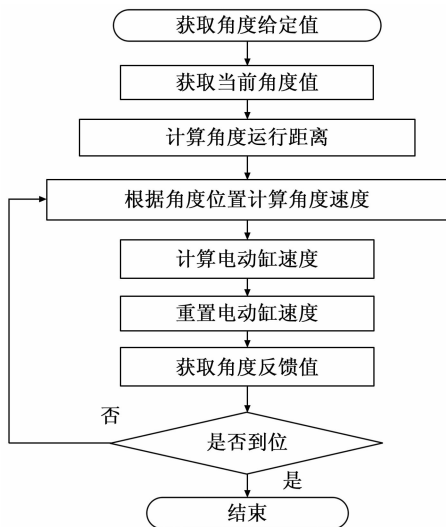 获取角度给定值
获取当前角度值
计算角度运行距离
根据角度位置计算角度速度
计算电动缸速度
重置电动缸速度
获取角度反馈值
否
是否到位
是
结束